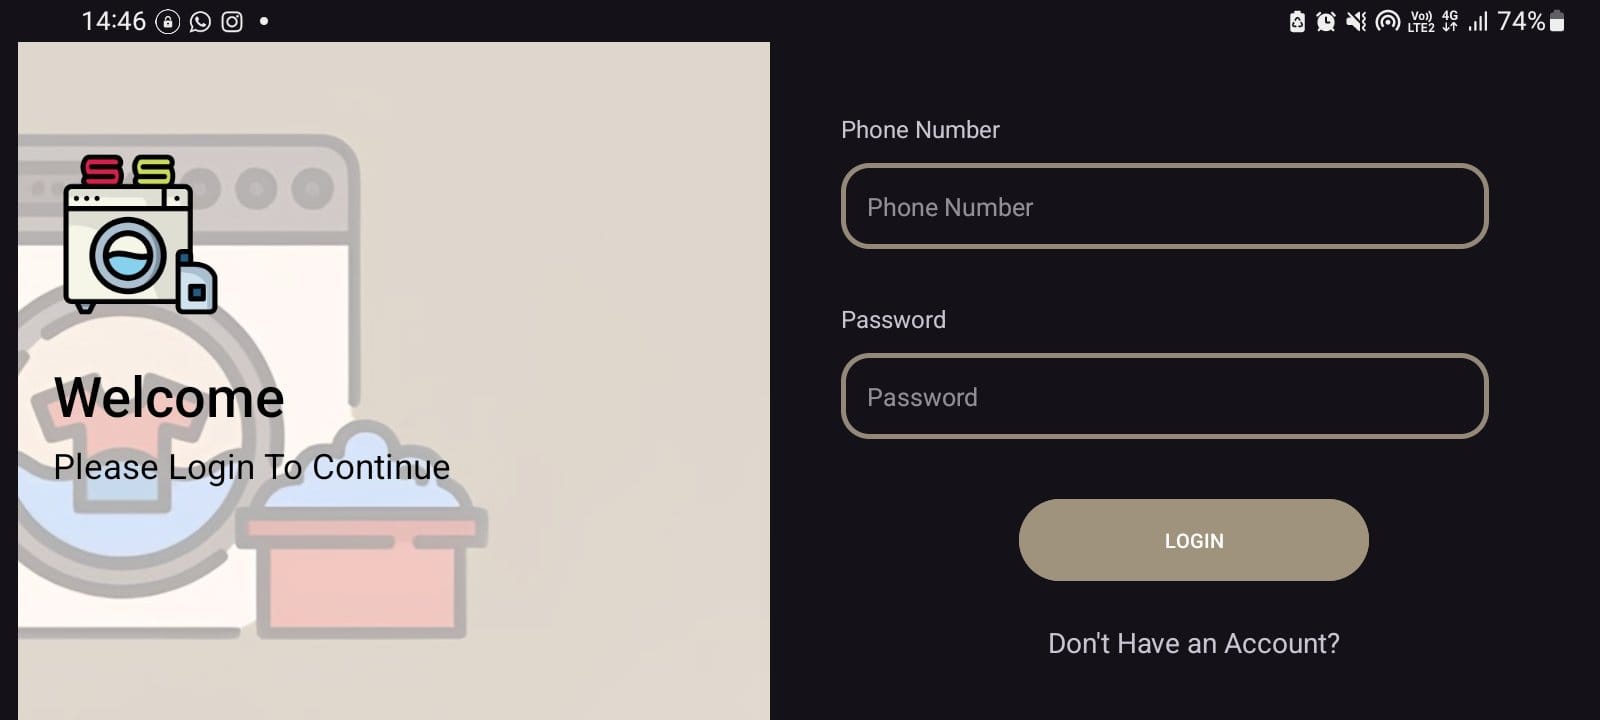 14:46
Vo)) LTE2 4G 74%
Welcome
Please Login To Continue
Phone Number
Phone Number
Password
Password
LOGIN
Don't Have an Account?